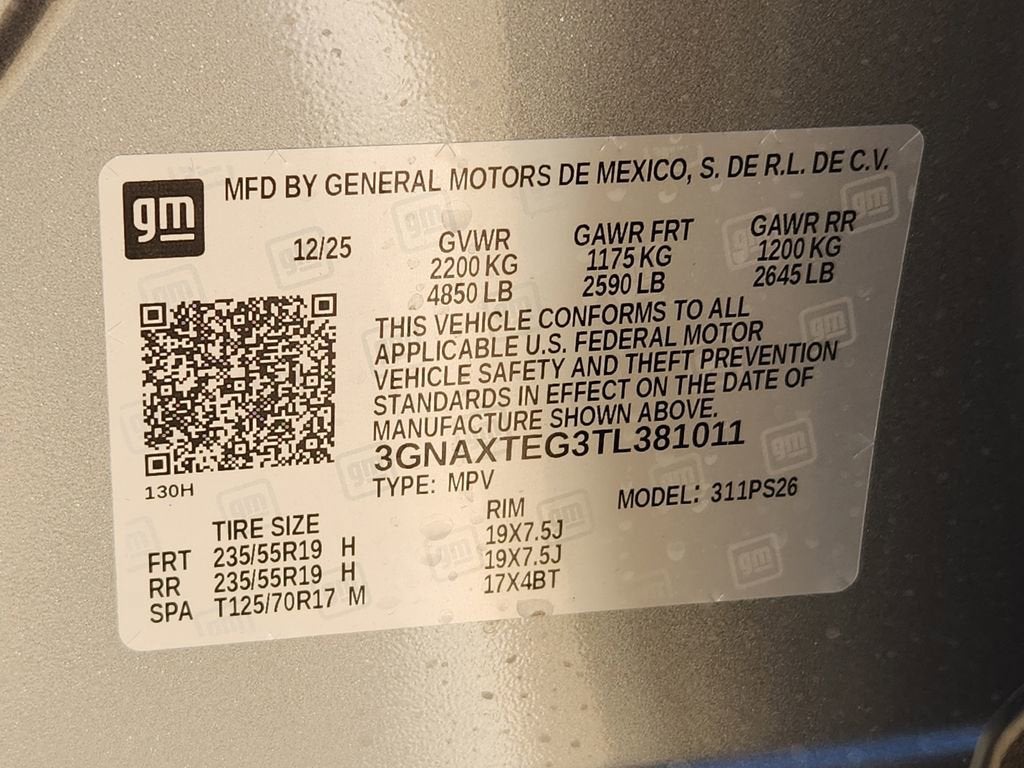 gm
MFD BY GENERAL MOTORS DE MEXICO, S. DE R.L. DE C.V.
12/25 GVWR GAWR FRT GAWR RR
2200 KG 1175 KG 1200 KG
4850 LB 2590 LB 2645 LB
THIS VEHICLE CONFORMS TO ALL
APPLICABLE U.S. FEDERAL MOTOR
VEHICLE SAFETY AND THEFT PREVENTION
STANDARDS IN EFFECT ON THE DATE OF
MANUFACTURE SHOWN ABOVE.
3GNAXTEG3TL381011
130H
TYPE: MPV MODEL: 311PS26
TIRE SIZE RIM
FRT 235/55R19 H 19X7.5J
RR 235/55R19 H 19X7.5J
SPA T125/70R17 M 17X4BT